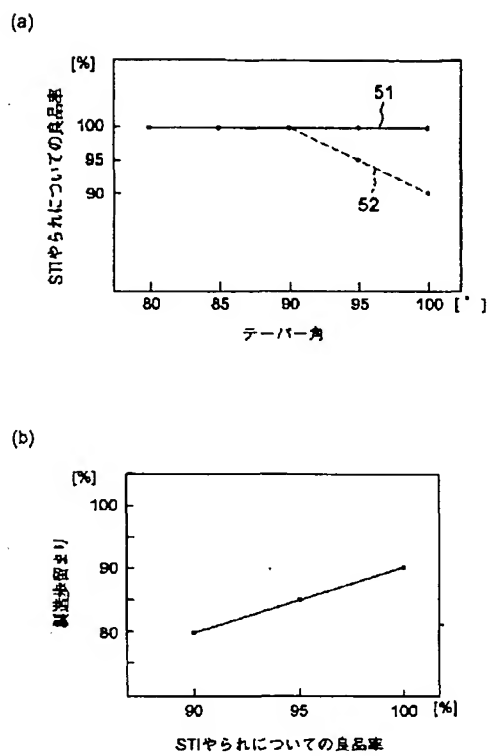 (a)
[%]
STIやられについての良品率
100
95
90
51
52
80 85 90 95 100 [°]
テーパー角
(b)
[%]
製造歩留まり
100
90
80
90 95 100 [%]
STIやられについての良品率